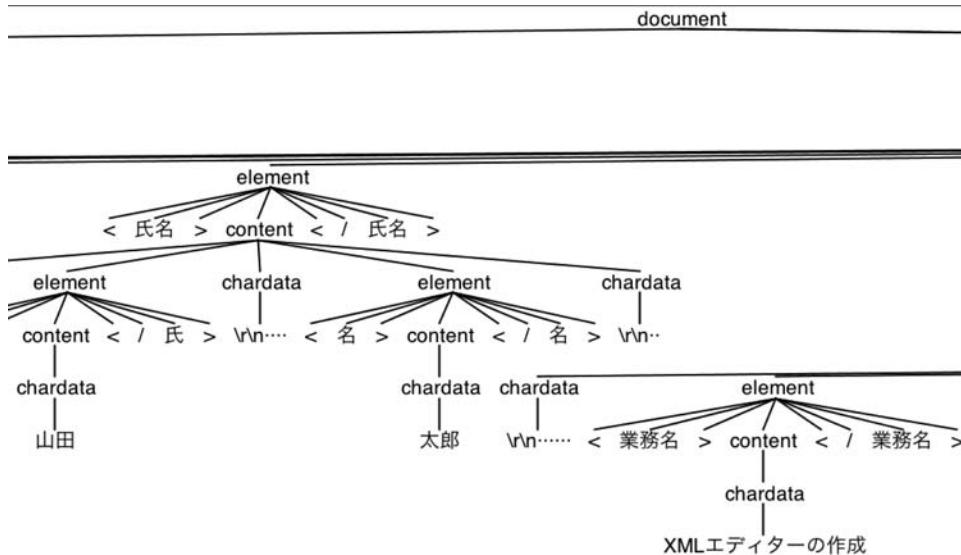 document
element
< 氏名 > content < / 氏名 >
element chardata element chardata
content < / 氏 > \r\n···· < 名 > content < / 名 > \r\n··
chardata chardata chardata element
山田 太郎 \r\n······ < 業務名 > content < / 業務名 >
chardata
XMLエディターの作成